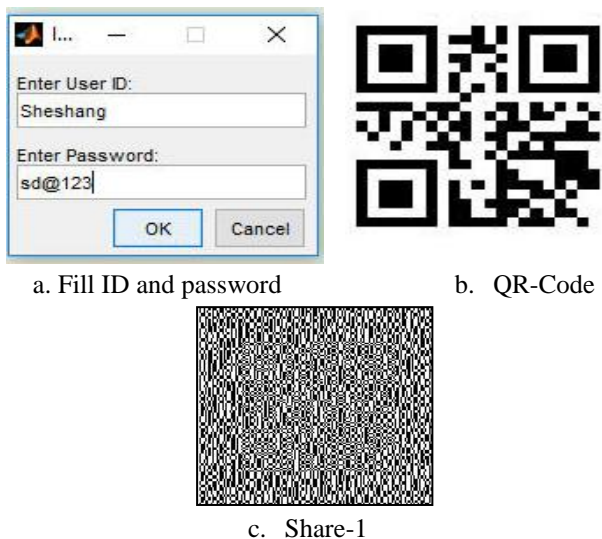 I...
Enter User ID:
Sheshang
Enter Password:
sd@123
OK Cancel
a. Fill ID and password b. QR-Code
c. Share-1